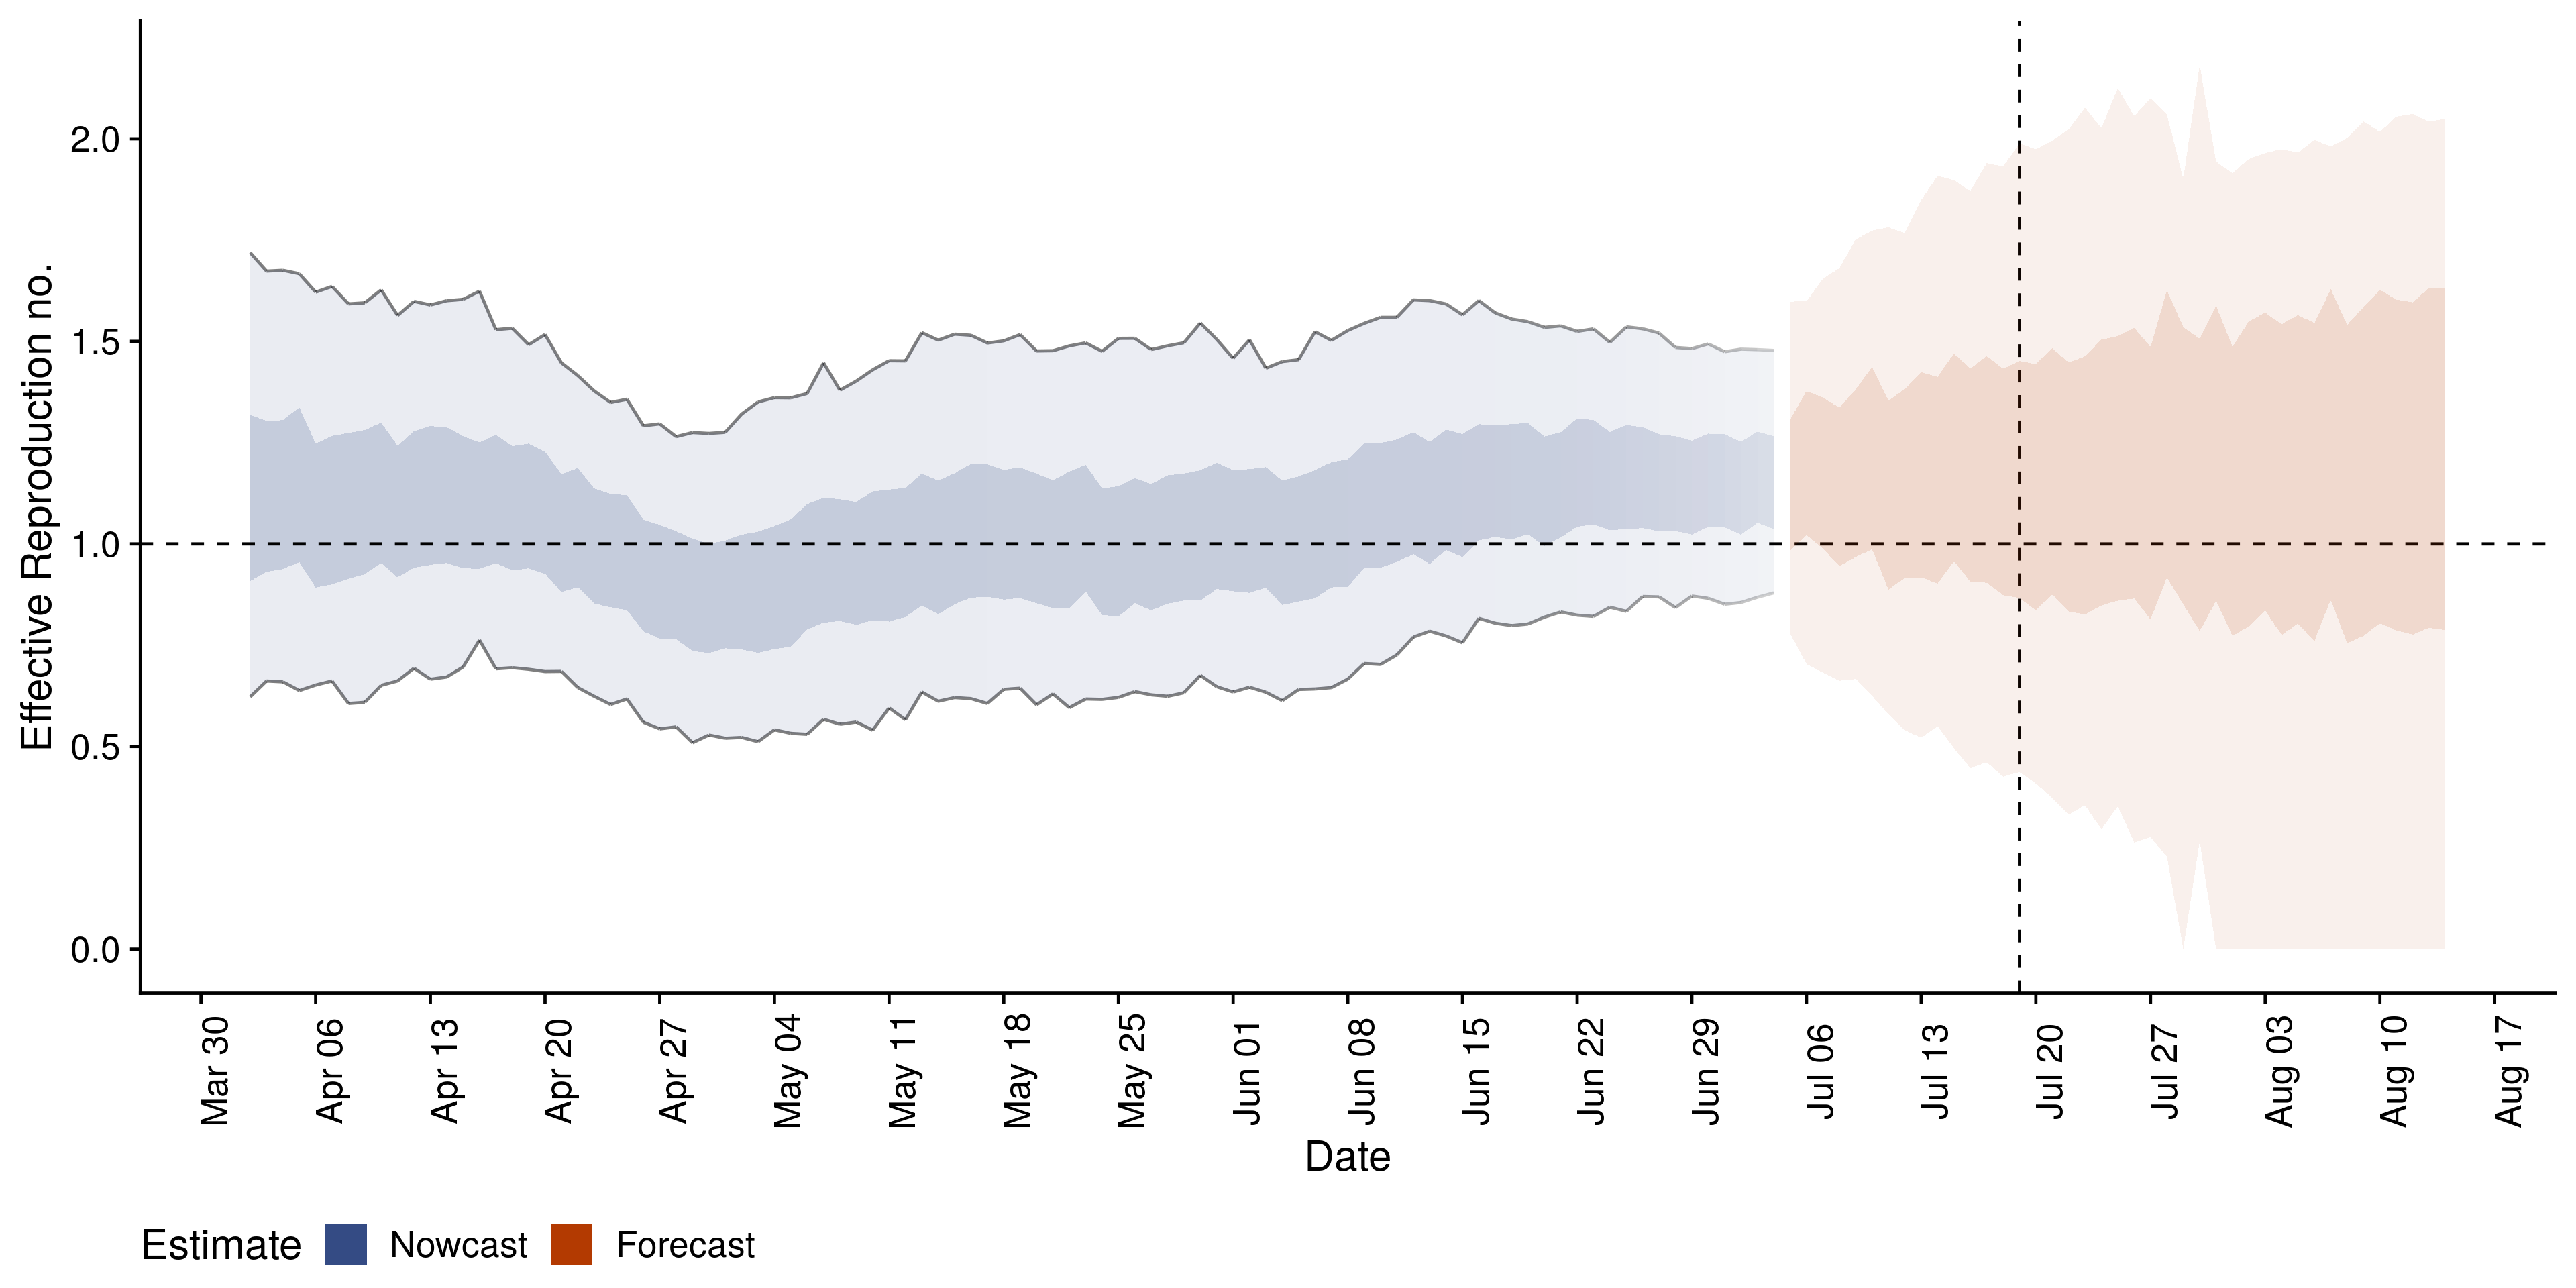 Effective Reproduction no.
2.0
1.5
1.0
0.5
0.0
Mar 30
Apr 06
Apr 13
Apr 20
Apr 27
May 04
May 11
May 18
May 25
Jun 01
Jun 08
Jun 15
Jun 22
Jun 29
Jul 06
Jul 13
Jul 20
Jul 27
Aug 03
Aug 10
Aug 17
Date
Estimate Nowcast Forecast